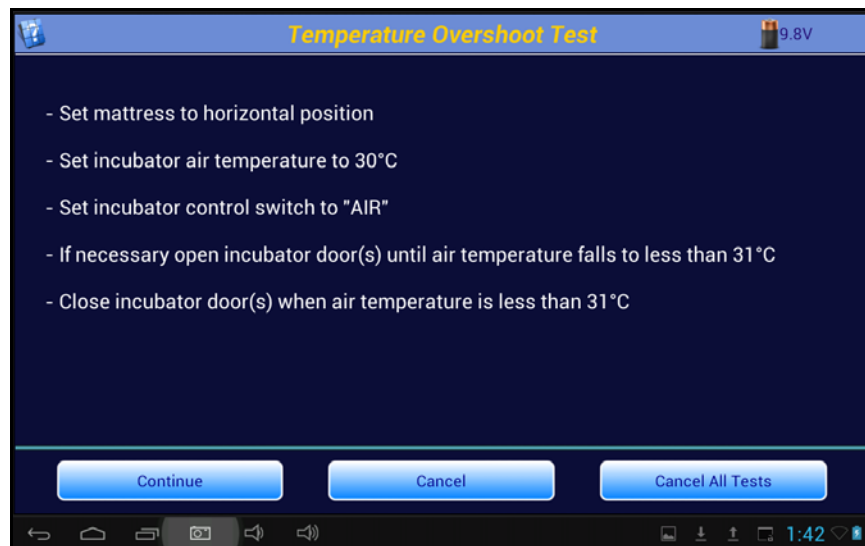 Temperature Overshoot Test
9.8V
- Set mattress to horizontal position
- Set incubator air temperature to 30°C
- Set incubator control switch to "AIR"
- If necessary open incubator door(s) until air temperature falls to less than 31°C
- Close incubator door(s) when air temperature is less than 31°C
Continue
Cancel
Cancel All Tests
1:42